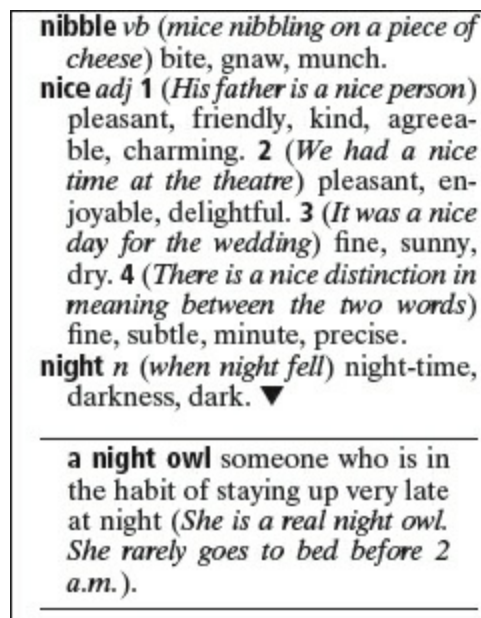 nibble vb (mice nibbling on a piece of
cheese) bite, gnaw, munch.
nice adj 1 (His father is a nice person)
pleasant, friendly, kind, agreea-
ble, charming. 2 (We had a nice
time at the theatre) pleasant, en-
joyable, delightful. 3 (It was a nice
day for the wedding) fine, sunny,
dry. 4 (There is a nice distinction in
meaning between the two words)
fine, subtle, minute, precise.
night n (when night fell) night-time,
darkness, dark. ▼
a night owl someone who is in
the habit of staying up very late
at night (She is a real night owl.
She rarely goes to bed before 2
a.m.).